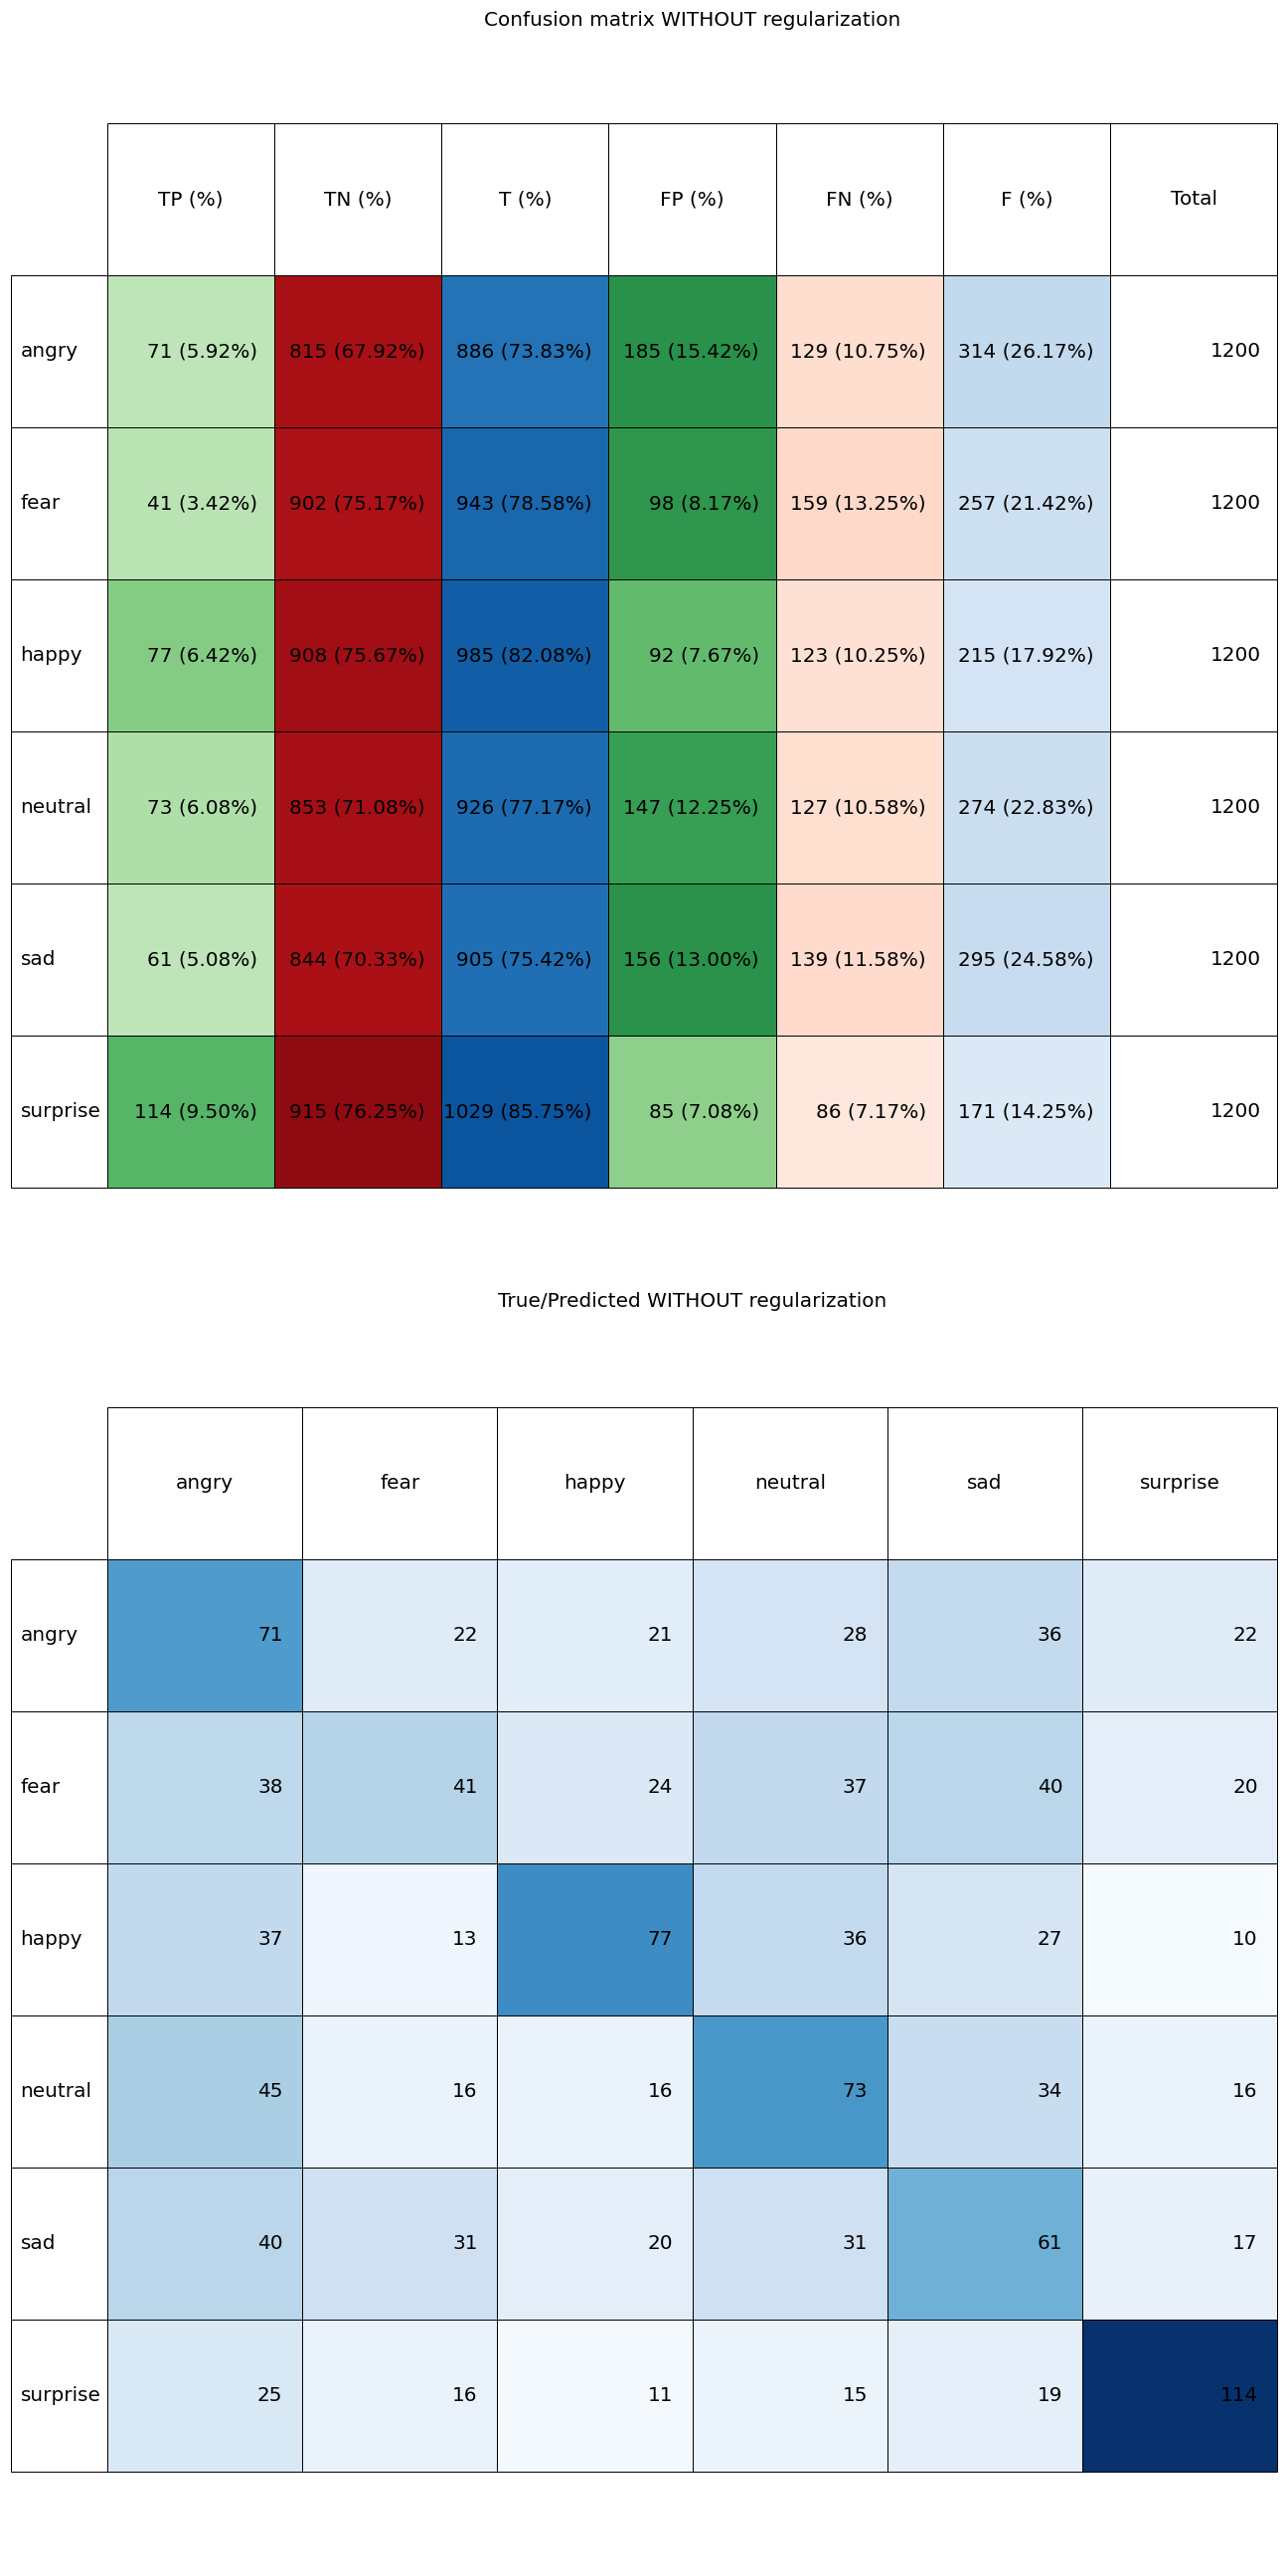 Confusion matrix WITHOUT regularization
TP (%) TN (%) T (%) FP (%) FN (%) F (%) Total
angry 71 (5.92%) 815 (67.92%) 886 (73.83%) 185 (15.42%) 129 (10.75%) 314 (26.17%) 1200
fear 41 (3.42%) 902 (75.17%) 943 (78.58%) 98 (8.17%) 159 (13.25%) 257 (21.42%) 1200
happy 77 (6.42%) 908 (75.67%) 985 (82.08%) 92 (7.67%) 123 (10.25%) 215 (17.92%) 1200
neutral 73 (6.08%) 853 (71.08%) 926 (77.17%) 147 (12.25%) 127 (10.58%) 274 (22.83%) 1200
sad 61 (5.08%) 844 (70.33%) 905 (75.42%) 156 (13.00%) 139 (11.58%) 295 (24.58%) 1200
surprise 114 (9.50%) 915 (76.25%) 1029 (85.75%) 85 (7.08%) 86 (7.17%) 171 (14.25%) 1200
True/Predicted WITHOUT regularization
angry fear happy neutral sad surprise
angry 71 22 21 28 36 22
fear 38 41 24 37 40 20
happy 37 13 77 36 27 10
neutral 45 16 16 73 34 16
sad 40 31 20 31 61 17
surprise 25 16 11 15 19 114